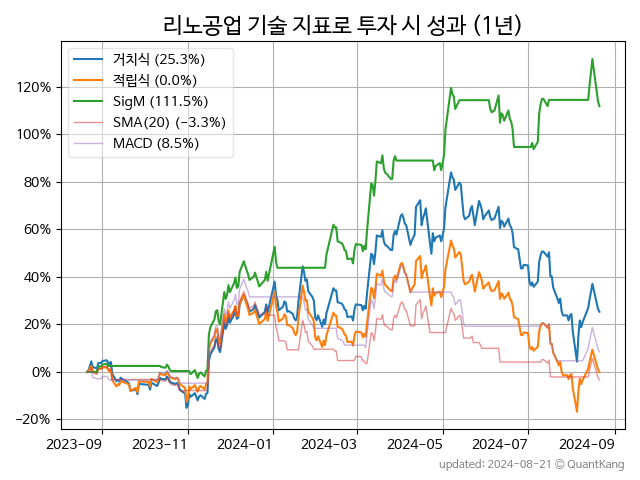 리노공업 기술 지표로 투자 시 성과 (1년)
거치식 (25.3%)
적립식 (0.0%)
SigM (111.5%)
SMA(20) (−3.3%)
MACD (8.5%)
120%
100%
80%
60%
40%
20%
0%
−20%
2023-09 2023-11 2024-01 2024-03 2024-05 2024-07 2024-09
updated: 2024-08-21 © QuantKang